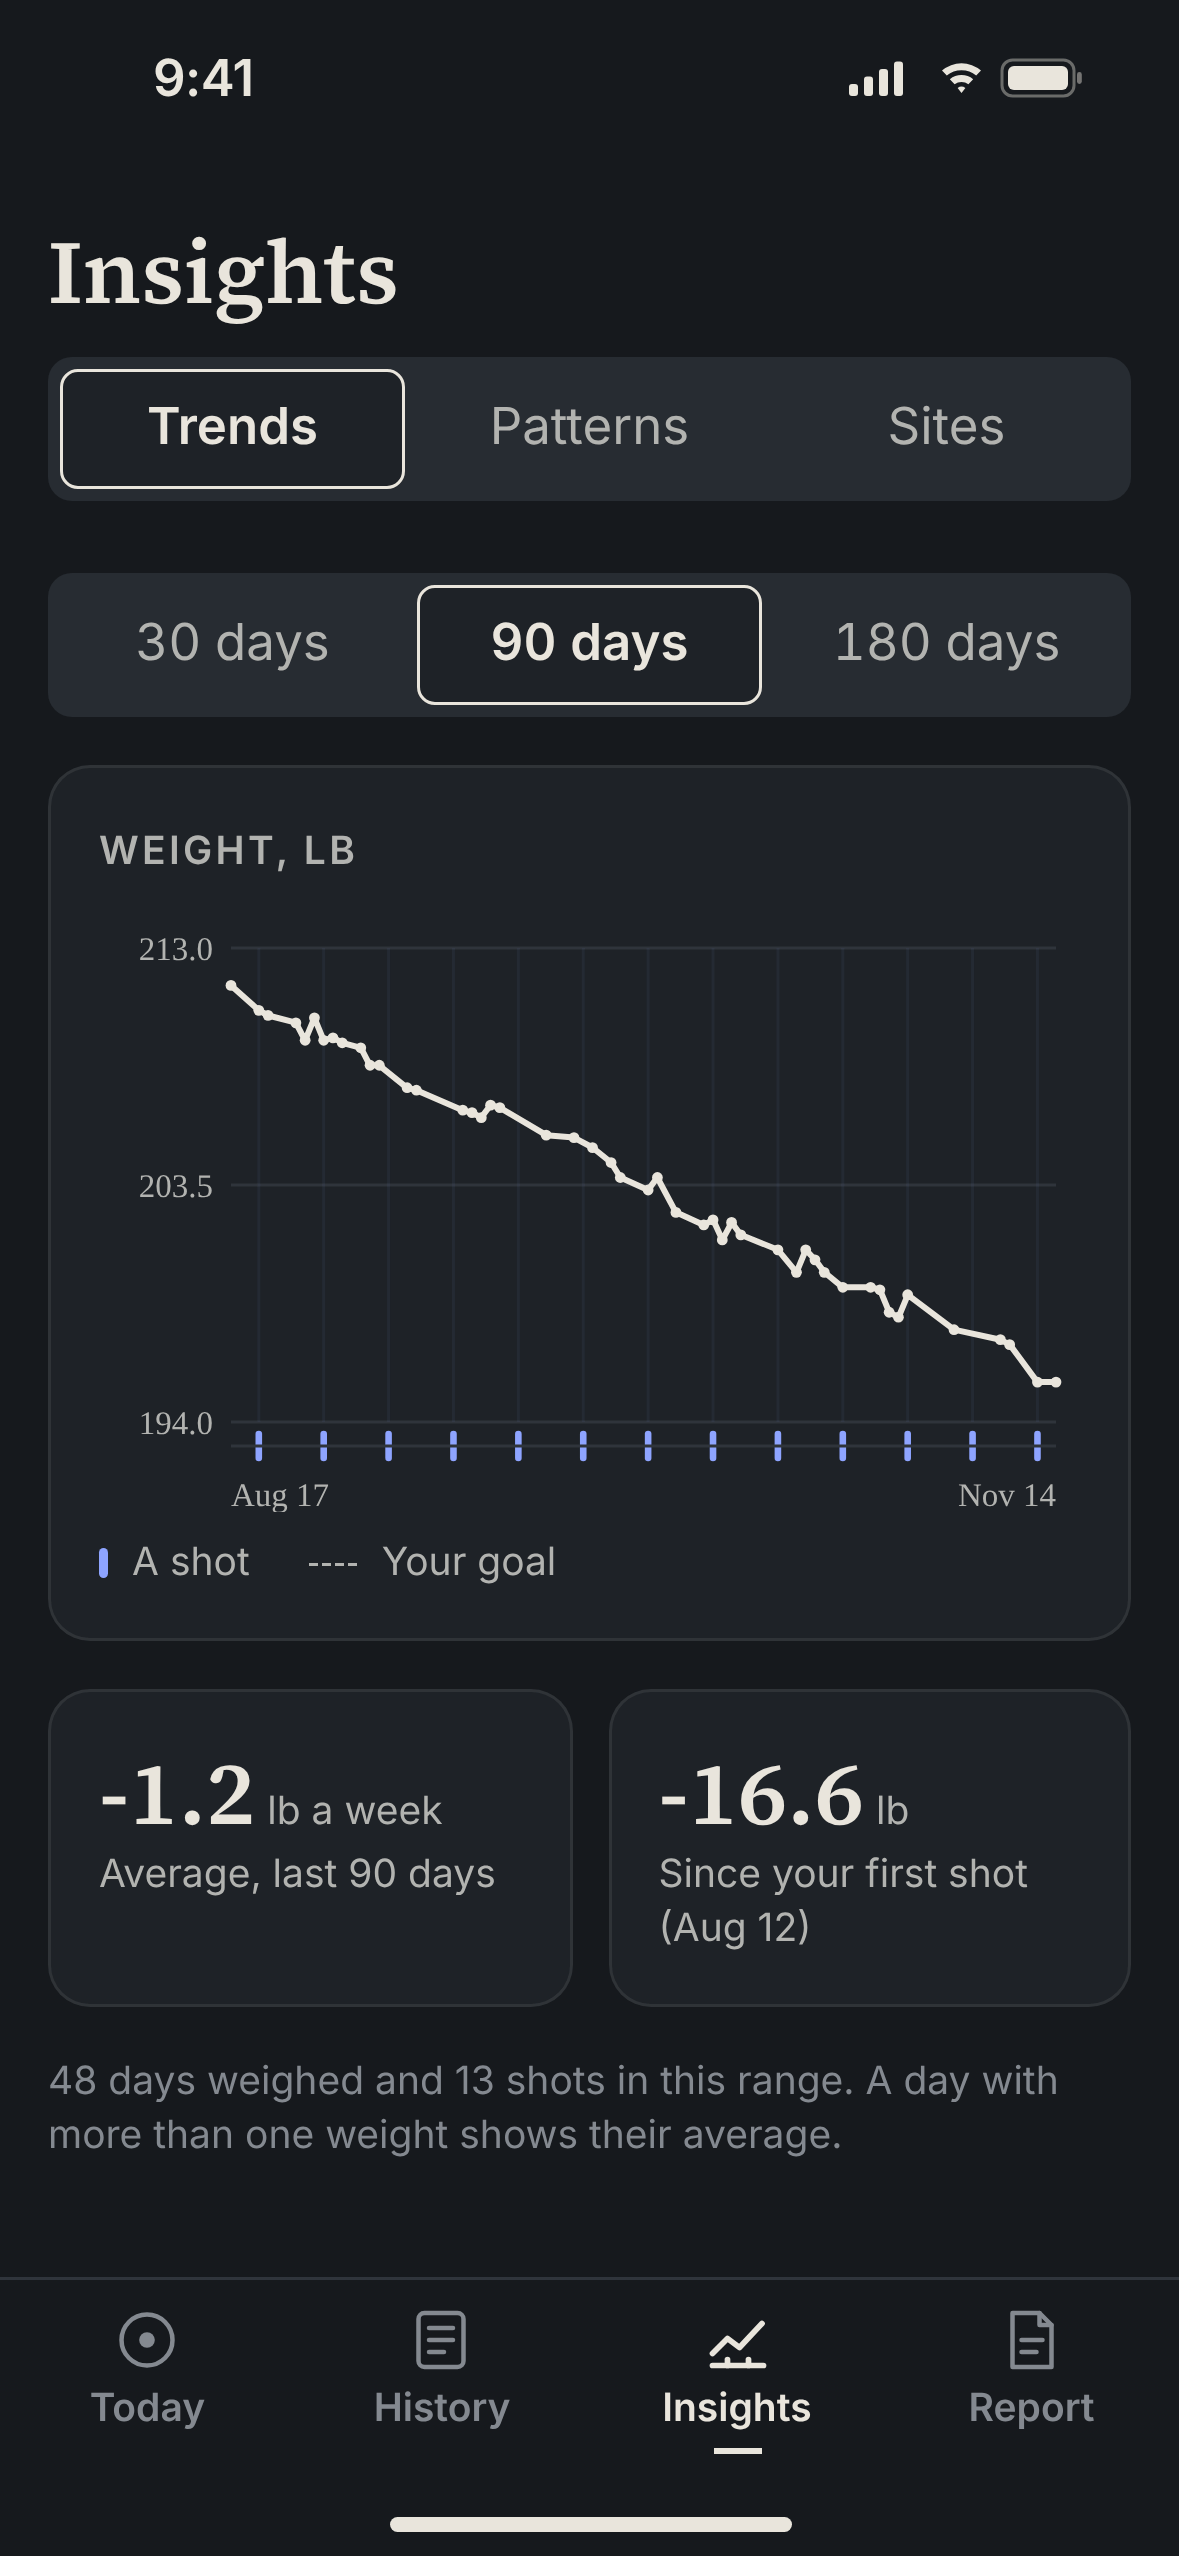 9:41
Insights
Trends Patterns Sites
30 days 90 days 180 days
WEIGHT, LB
213.0
203.5
194.0
Aug 17 Nov 14
A shot Your goal
-1.2 lb a week
Average, last 90 days
-16.6 lb
Since your first shot
(Aug 12)
48 days weighed and 13 shots in this range. A day with
more than one weight shows their average.
Today History Insights Report